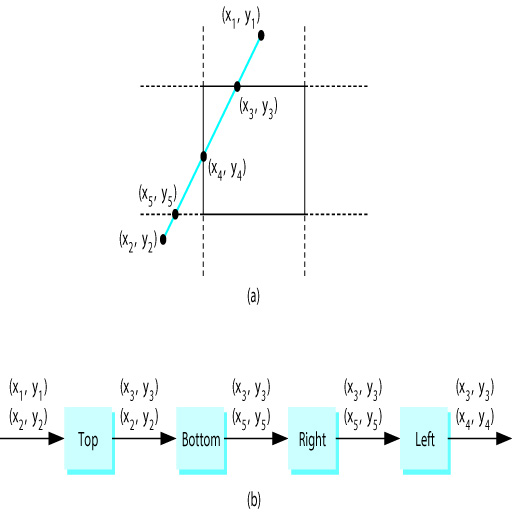 (x1, y1)
(x3, y3)
(x4, y4)
(x5, y5)
(x2, y2)
(a)
(x1, y1) (x3, y3) (x3, y3) (x3, y3) (x3, y3)
(x2, y2) (x2, y2) (x5, y5) (x5, y5) (x4, y4)
Top Bottom Right Left
(b)